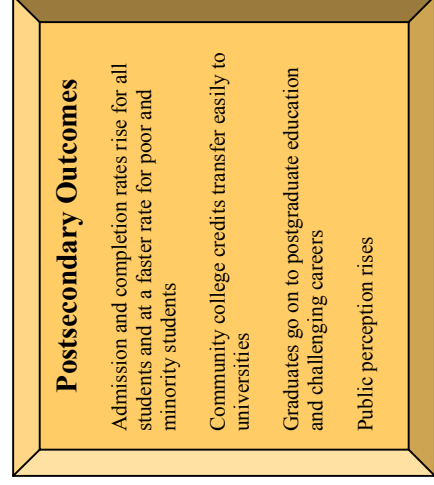 Postsecondary Outcomes
Admission and completion rates rise for all
students and at a faster rate for poor and
minority students
Community college credits transfer easily to
universities
Graduates go on to postgraduate education
and challenging careers
Public perception rises